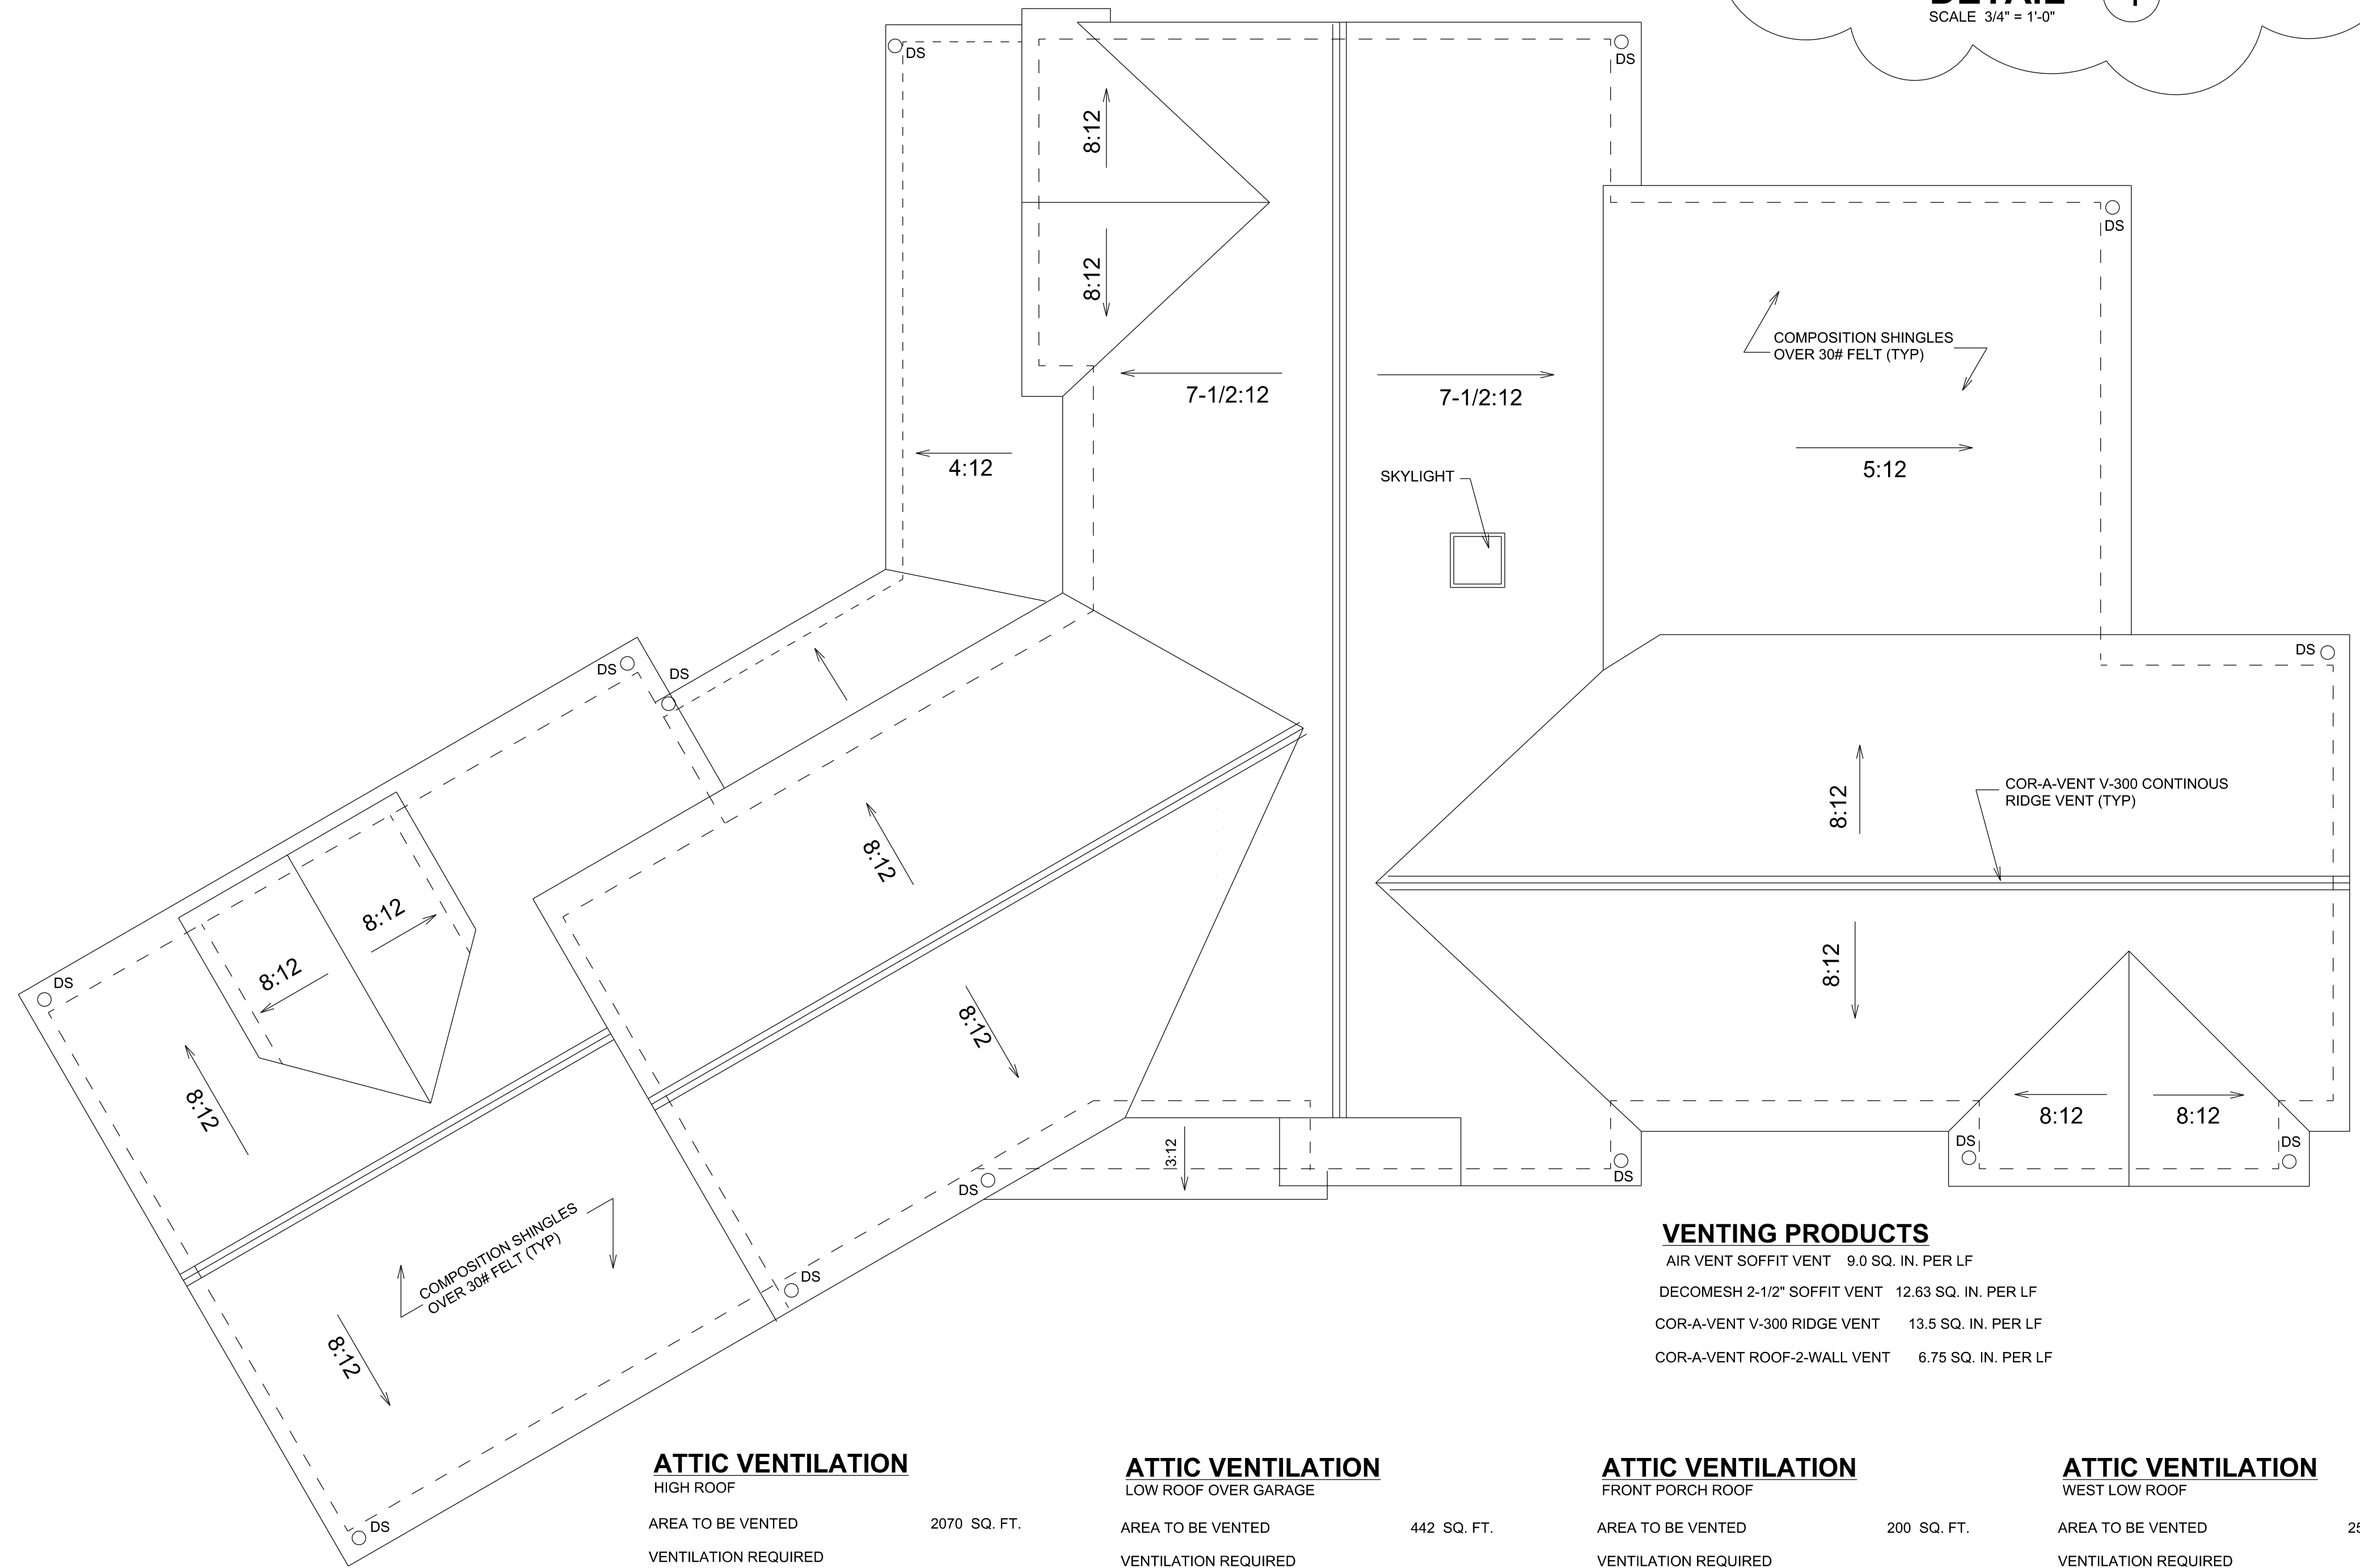 SCALE 3/4" = 1'-0"
DS
DS
8:12
8:12
DS
DS
COMPOSITION SHINGLES
OVER 30# FELT (TYP)
7-1/2:12
7-1/2:12
4:12
5:12
SKYLIGHT
DS
DS
DS
COR-A-VENT V-300 CONTINOUS
RIDGE VENT (TYP)
8:12
8:12
8:12
8:12
DS
8:12
8:12
8:12
8:12
8:12
8:12
3:12
DS
DS
DS
DS
DS
COMPOSITION SHINGLES
OVER 30# FELT (TYP)
8:12
DS
VENTING PRODUCTS
AIR VENT SOFFIT VENT 9.0 SQ. IN. PER LF
DECOMESH 2-1/2" SOFFIT VENT 12.63 SQ. IN. PER LF
COR-A-VENT V-300 RIDGE VENT 13.5 SQ. IN. PER LF
COR-A-VENT ROOF-2-WALL VENT 6.75 SQ. IN. PER LF
ATTIC VENTILATION
HIGH ROOF
AREA TO BE VENTED 2070 SQ. FT.
VENTILATION REQUIRED
ATTIC VENTILATION
LOW ROOF OVER GARAGE
AREA TO BE VENTED 442 SQ. FT.
VENTILATION REQUIRED
ATTIC VENTILATION
FRONT PORCH ROOF
AREA TO BE VENTED 200 SQ. FT.
VENTILATION REQUIRED
ATTIC VENTILATION
WEST LOW ROOF
AREA TO BE VENTED
VENTILATION REQUIRED